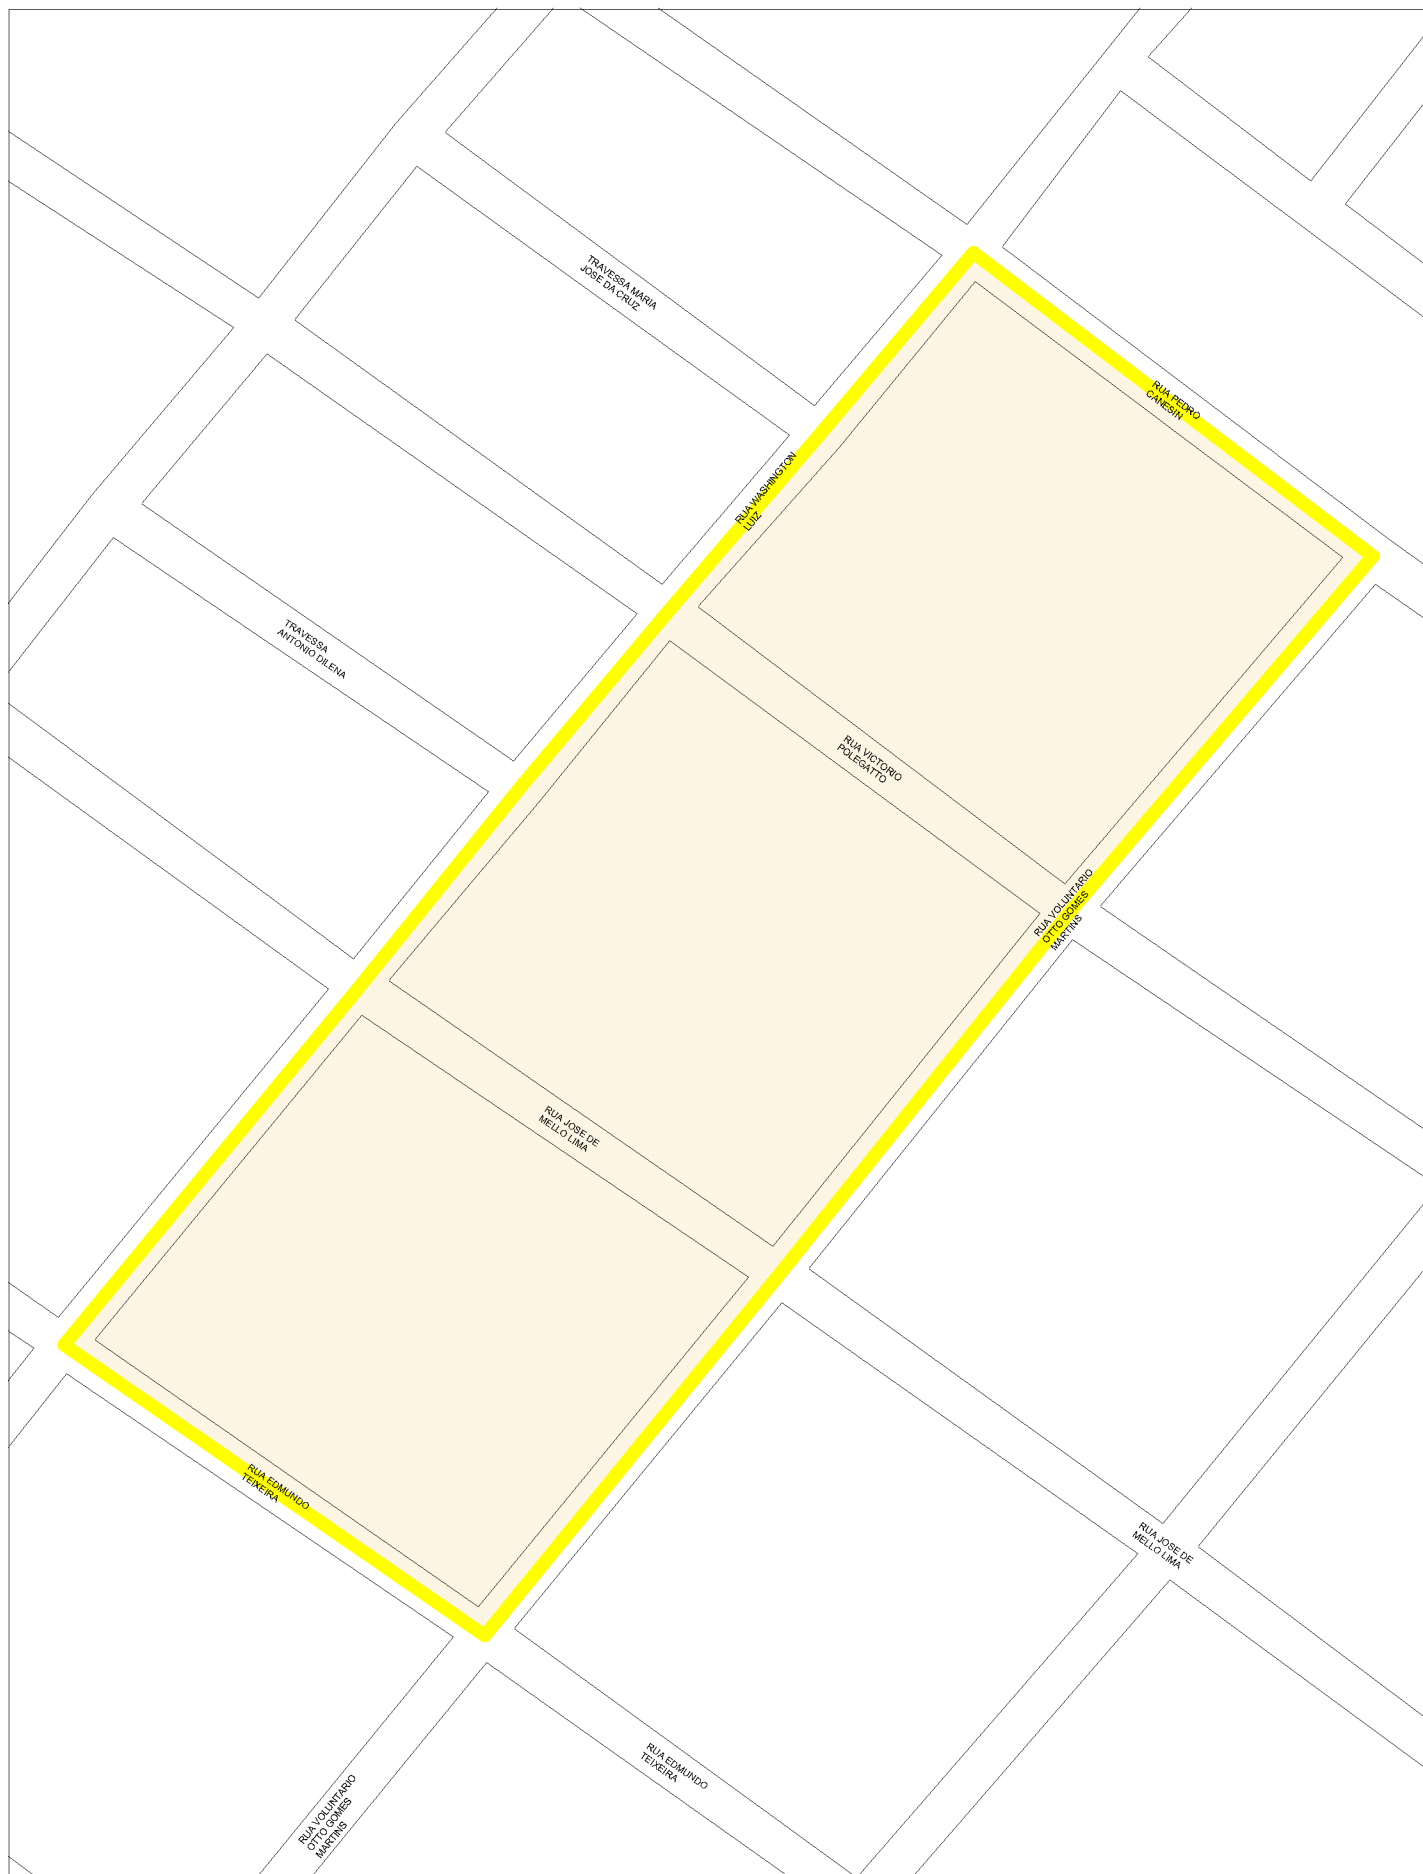 TRAVESSA MARIA
JOSE DA CRUZ
RUA PEDRO
CANESIN
RUA WASHINGTON
LUIZ
TRAVESSA
ANTONIO DILENA
RUA VICTORIO
POLEGATTO
RUA VOLUNTARIO
OTTO GOMES
MARTINS
RUA JOSE DE
MELLO LIMA
RUA EDMUNDO
TEIXEIRA
RUA JOSE DE
MELLO LIMA
RUA EDMUNDO
TEIXEIRA
RUA VOLUNTARIO
OTTO GOMES
MARTINS